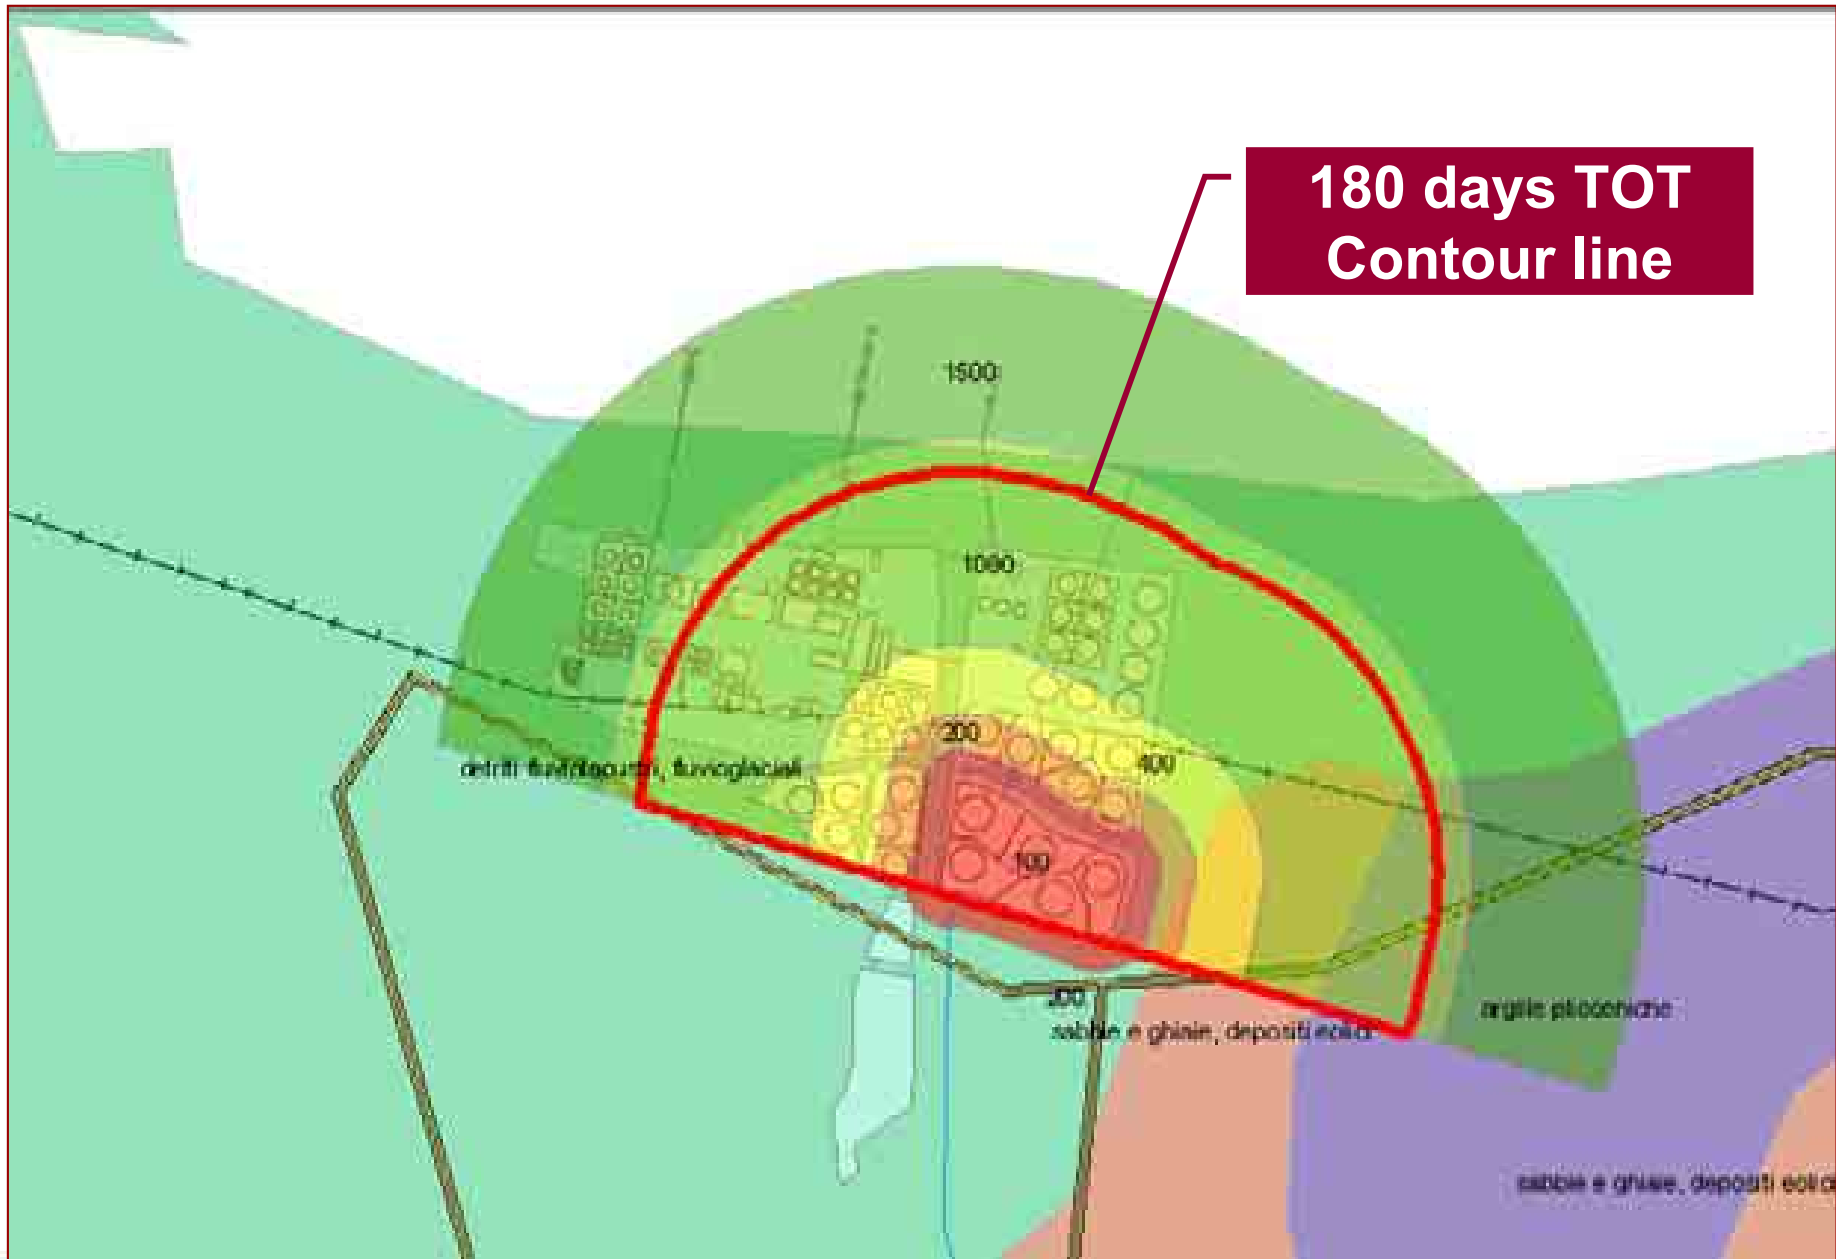 180 days TOT
Contour line
1500
1000
200
400
detriti fluviolacustri, fluvioglaciali
100
200
sabbie e ghiaie, depositi eolici
argille plioceniche
sabbie e ghiaie, depositi eolici